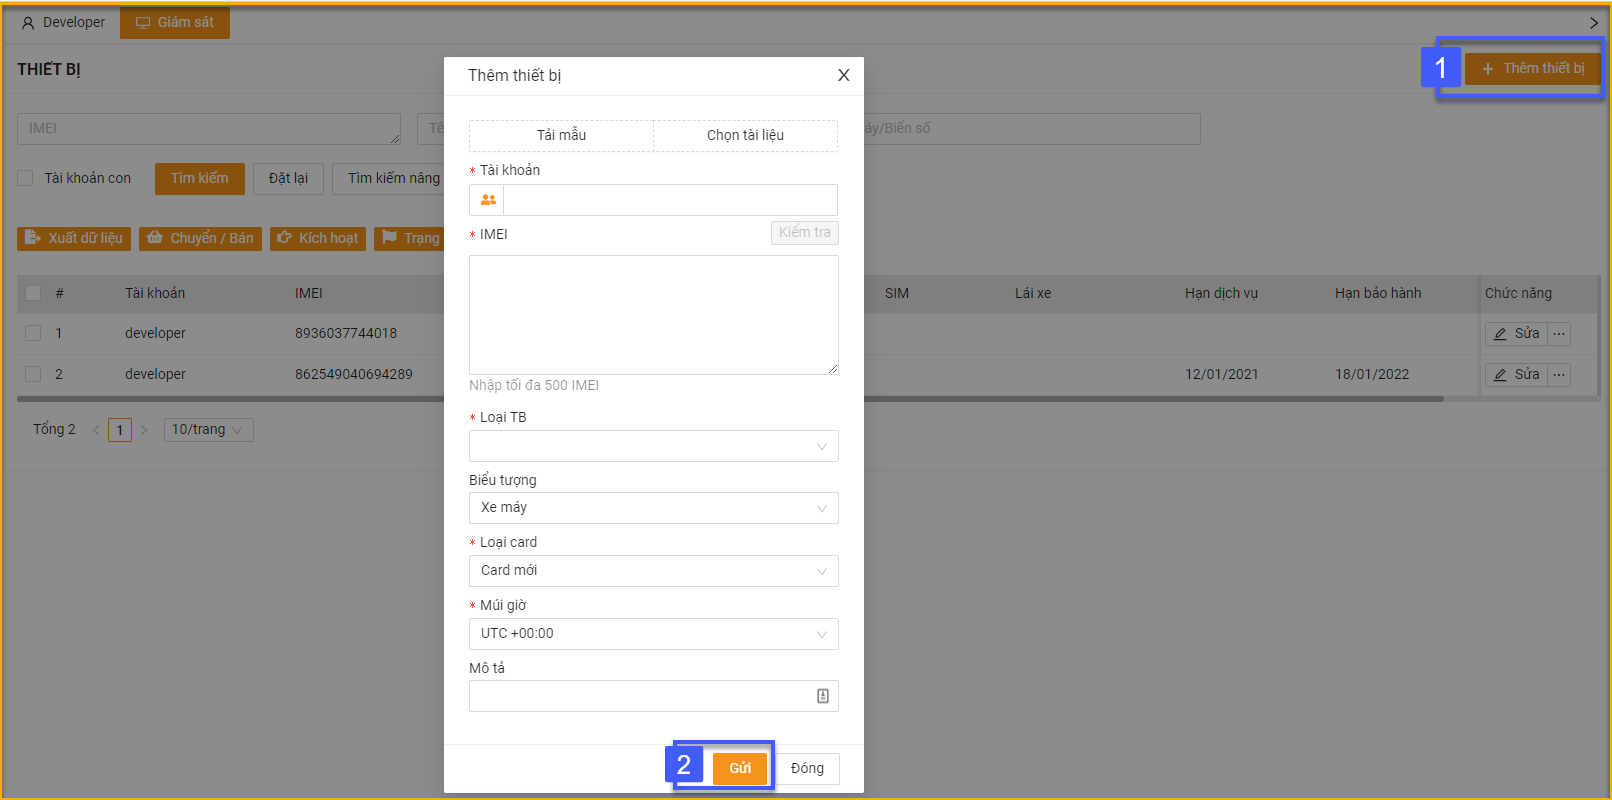 Developer Giám sát
THIẾT BỊ
1 + Thêm thiết bị
Thêm thiết bị X
IMEI Tê áy/Biển số
Tải mẫu Chọn tài liệu
* Tài khoản
Tài khoản con Tìm kiếm Đặt lại Tìm kiếm nâng
* IMEI Kiểm tra
Xuất dữ liệu Chuyển / Bán Kích hoạt Trạng
# Tài khoản IMEI SIM Lái xe Hạn dịch vụ Hạn bảo hành Chức năng
1 developer 8936037744018 Sửa ···
2 developer 862549040694289 12/01/2021 18/01/2022 Sửa ···
Nhập tối đa 500 IMEI
Tổng 2 < 1 > 10/trang
* Loại TB
Biểu tượng
Xe máy
* Loại card
Card mới
* Múi giờ
UTC +00:00
Mô tả
2 Gửi Đóng